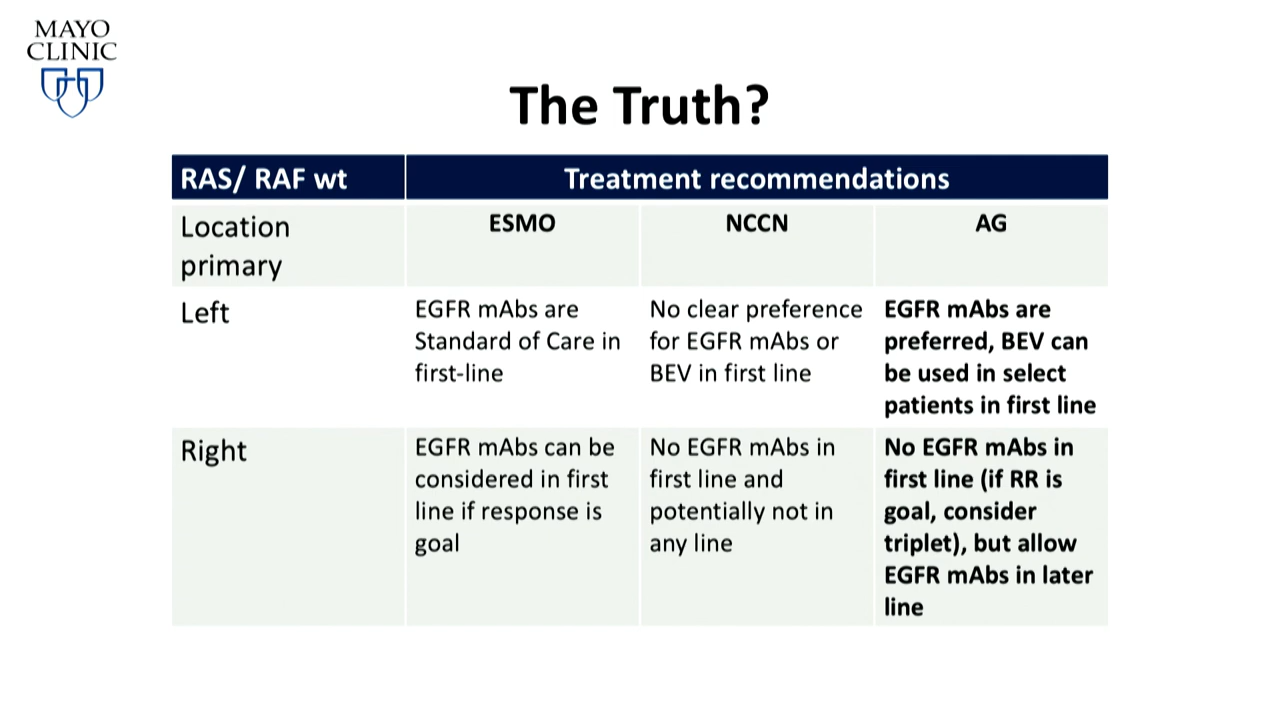 MAYO
CLINIC
The Truth?
RAS/ RAF wt
Treatment recommendations
Location
primary
ESMO
NCCN
AG
Left
EGFR mAbs are
Standard of Care in
first-line
No clear preference
for EGFR mAbs or
BEV in first line
EGFR mAbs are
preferred, BEV can
be used in select
patients in first line
Right
EGFR mAbs can be
considered in first
line if response is
goal
No EGFR mAbs in
first line and
potentially not in
any line
No EGFR mAbs in
first line (if RR is
goal, consider
triplet), but allow
EGFR mAbs in later
line